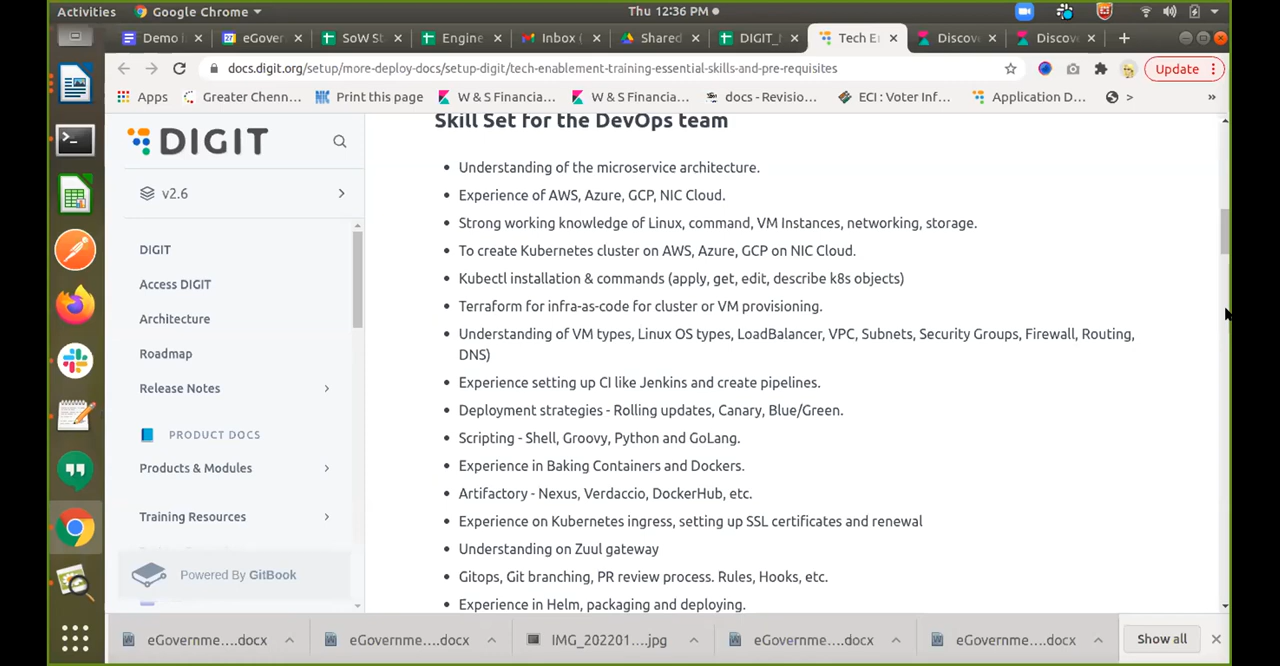 Activities
Google Chrome
Thu 12:36 PM
Demo
eGover
SoW St
Engine
Inbox (
Shared
DIGIT_
Tech E
Discov
Discov
docs.digit.org/setup/more-deploy-docs/setup-digit/tech-enablement-training-essential-skills-and-pre-requisites
Update
Apps
Greater Chenn...
Print this page
W & S Financia...
W & S Financia...
docs - Revisio...
ECI : Voter Inf...
Application D...
DIGIT
v2.6
DIGIT
Access DIGIT
Architecture
Roadmap
Release Notes
PRODUCT DOCS
Products & Modules
Training Resources
Powered By GitBook
Skill Set for the DevOps team
Understanding of the microservice architecture.
Experience of AWS, Azure, GCP, NIC Cloud.
Strong working knowledge of Linux, command, VM Instances, networking, storage.
To create Kubernetes cluster on AWS, Azure, GCP on NIC Cloud.
Kubectl installation & commands (apply, get, edit, describe k8s objects)
Terraform for infra-as-code for cluster or VM provisioning.
Understanding of VM types, Linux OS types, LoadBalancer, VPC, Subnets, Security Groups, Firewall, Routing,
DNS)
Experience setting up CI like Jenkins and create pipelines.
Deployment strategies - Rolling updates, Canary, Blue/Green.
Scripting - Shell, Groovy, Python and GoLang.
Experience in Baking Containers and Dockers.
Artifactory - Nexus, Verdaccio, DockerHub, etc.
Experience on Kubernetes ingress, setting up SSL certificates and renewal
Understanding on Zuul gateway
Gitops, Git branching, PR review process. Rules, Hooks, etc.
Experience in Helm, packaging and deploying.
eGovernme....docx
eGovernme....docx
IMG_202201....jpg
eGovernme....docx
eGovernme....docx
Show all